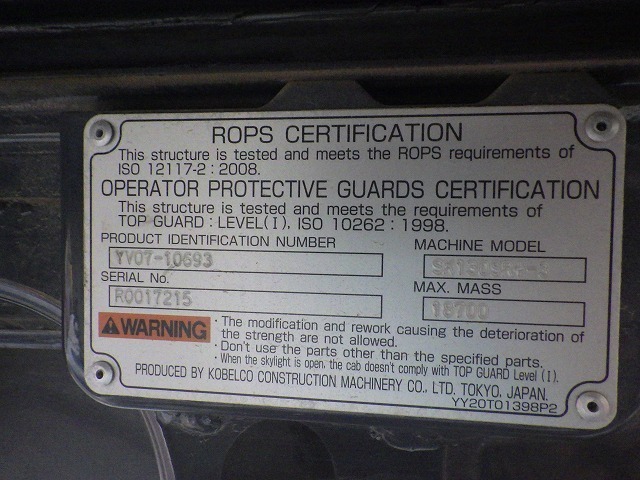 ROPS CERTIFICATION
This structure is tested and meets the ROPS requirements of
ISO 12117-2 : 2008.
OPERATOR PROTECTIVE GUARDS CERTIFICATION
This structure is tested and meets the requirements of
TOP GUARD : LEVEL(I), ISO 10262 : 1998.
PRODUCT IDENTIFICATION NUMBER
YV07-10693
MACHINE MODEL
SERIAL No.
R0017215
MAX. MASS
WARNING
· The modification and rework causing the deterioration of
the strength are not allowed.
· Don't use the parts other than the specified parts.
· When the skylight is open, the cab doesn't comply with TOP GUARD Level (I).
PRODUCED BY KOBELCO CONSTRUCTION MACHINERY CO., LTD. TOKYO, JAPAN.
YY20T01398P2